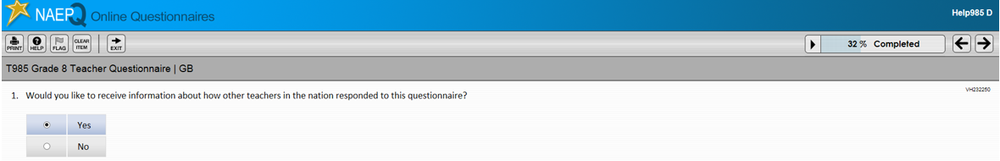 NAEPQ Online Questionnaires
Help985 D
PRINT HELP FLAG CLEAR ITEM EXIT
32 % Completed
T985 Grade 8 Teacher Questionnaire | GB
VH232250
1. Would you like to receive information about how other teachers in the nation responded to this questionnaire?
Yes
No